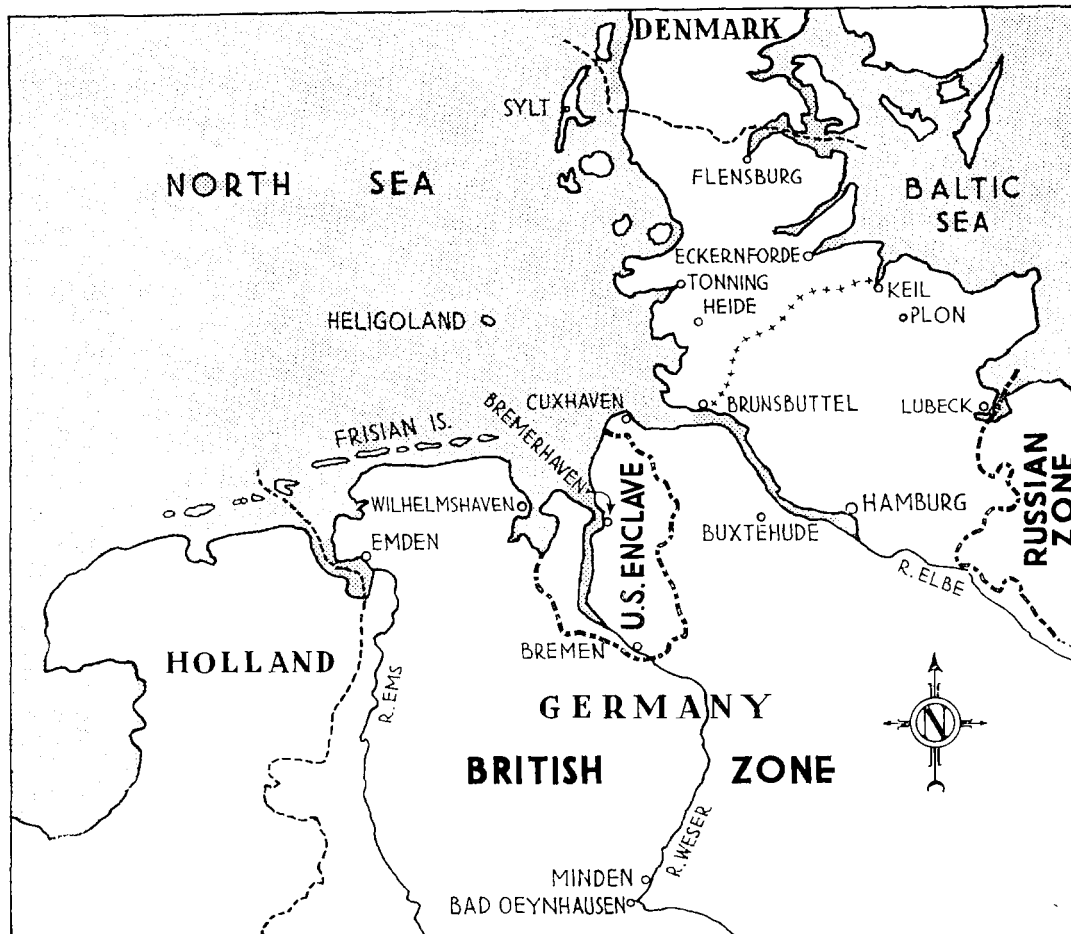 DENMARK
SYLT
FLENSBURG
NORTH SEA
BALTIC
SEA
ECKERNFORDE
TONNING
HEIDE
KEIL
PLON
HELIGOLAND
CUXHAVEN
BRUNSBUTTEL
LUBECK
BREMERHAVEN
FRISIAN IS.
WILHELMSHAVEN
EMDEN
U.S. ENCLAVE
BUXTEHUDE
HAMBURG
RUSSIAN
ZONE
R. ELBE
HOLLAND
BREMEN
R. EMS
GERMANY
N
BRITISH ZONE
R. WESER
MINDEN
BAD OEYNHAUSEN